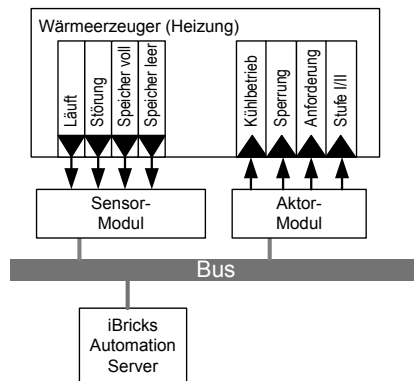 Wärmeerzeuger (Heizung)
Läuft
Störung
Speicher voll
Speicher leer
Kühlbetrieb
Sperrung
Anforderung
Stufe I/II
Sensor-
Modul
Aktor-
Modul
Bus
iBricks
Automation
Server